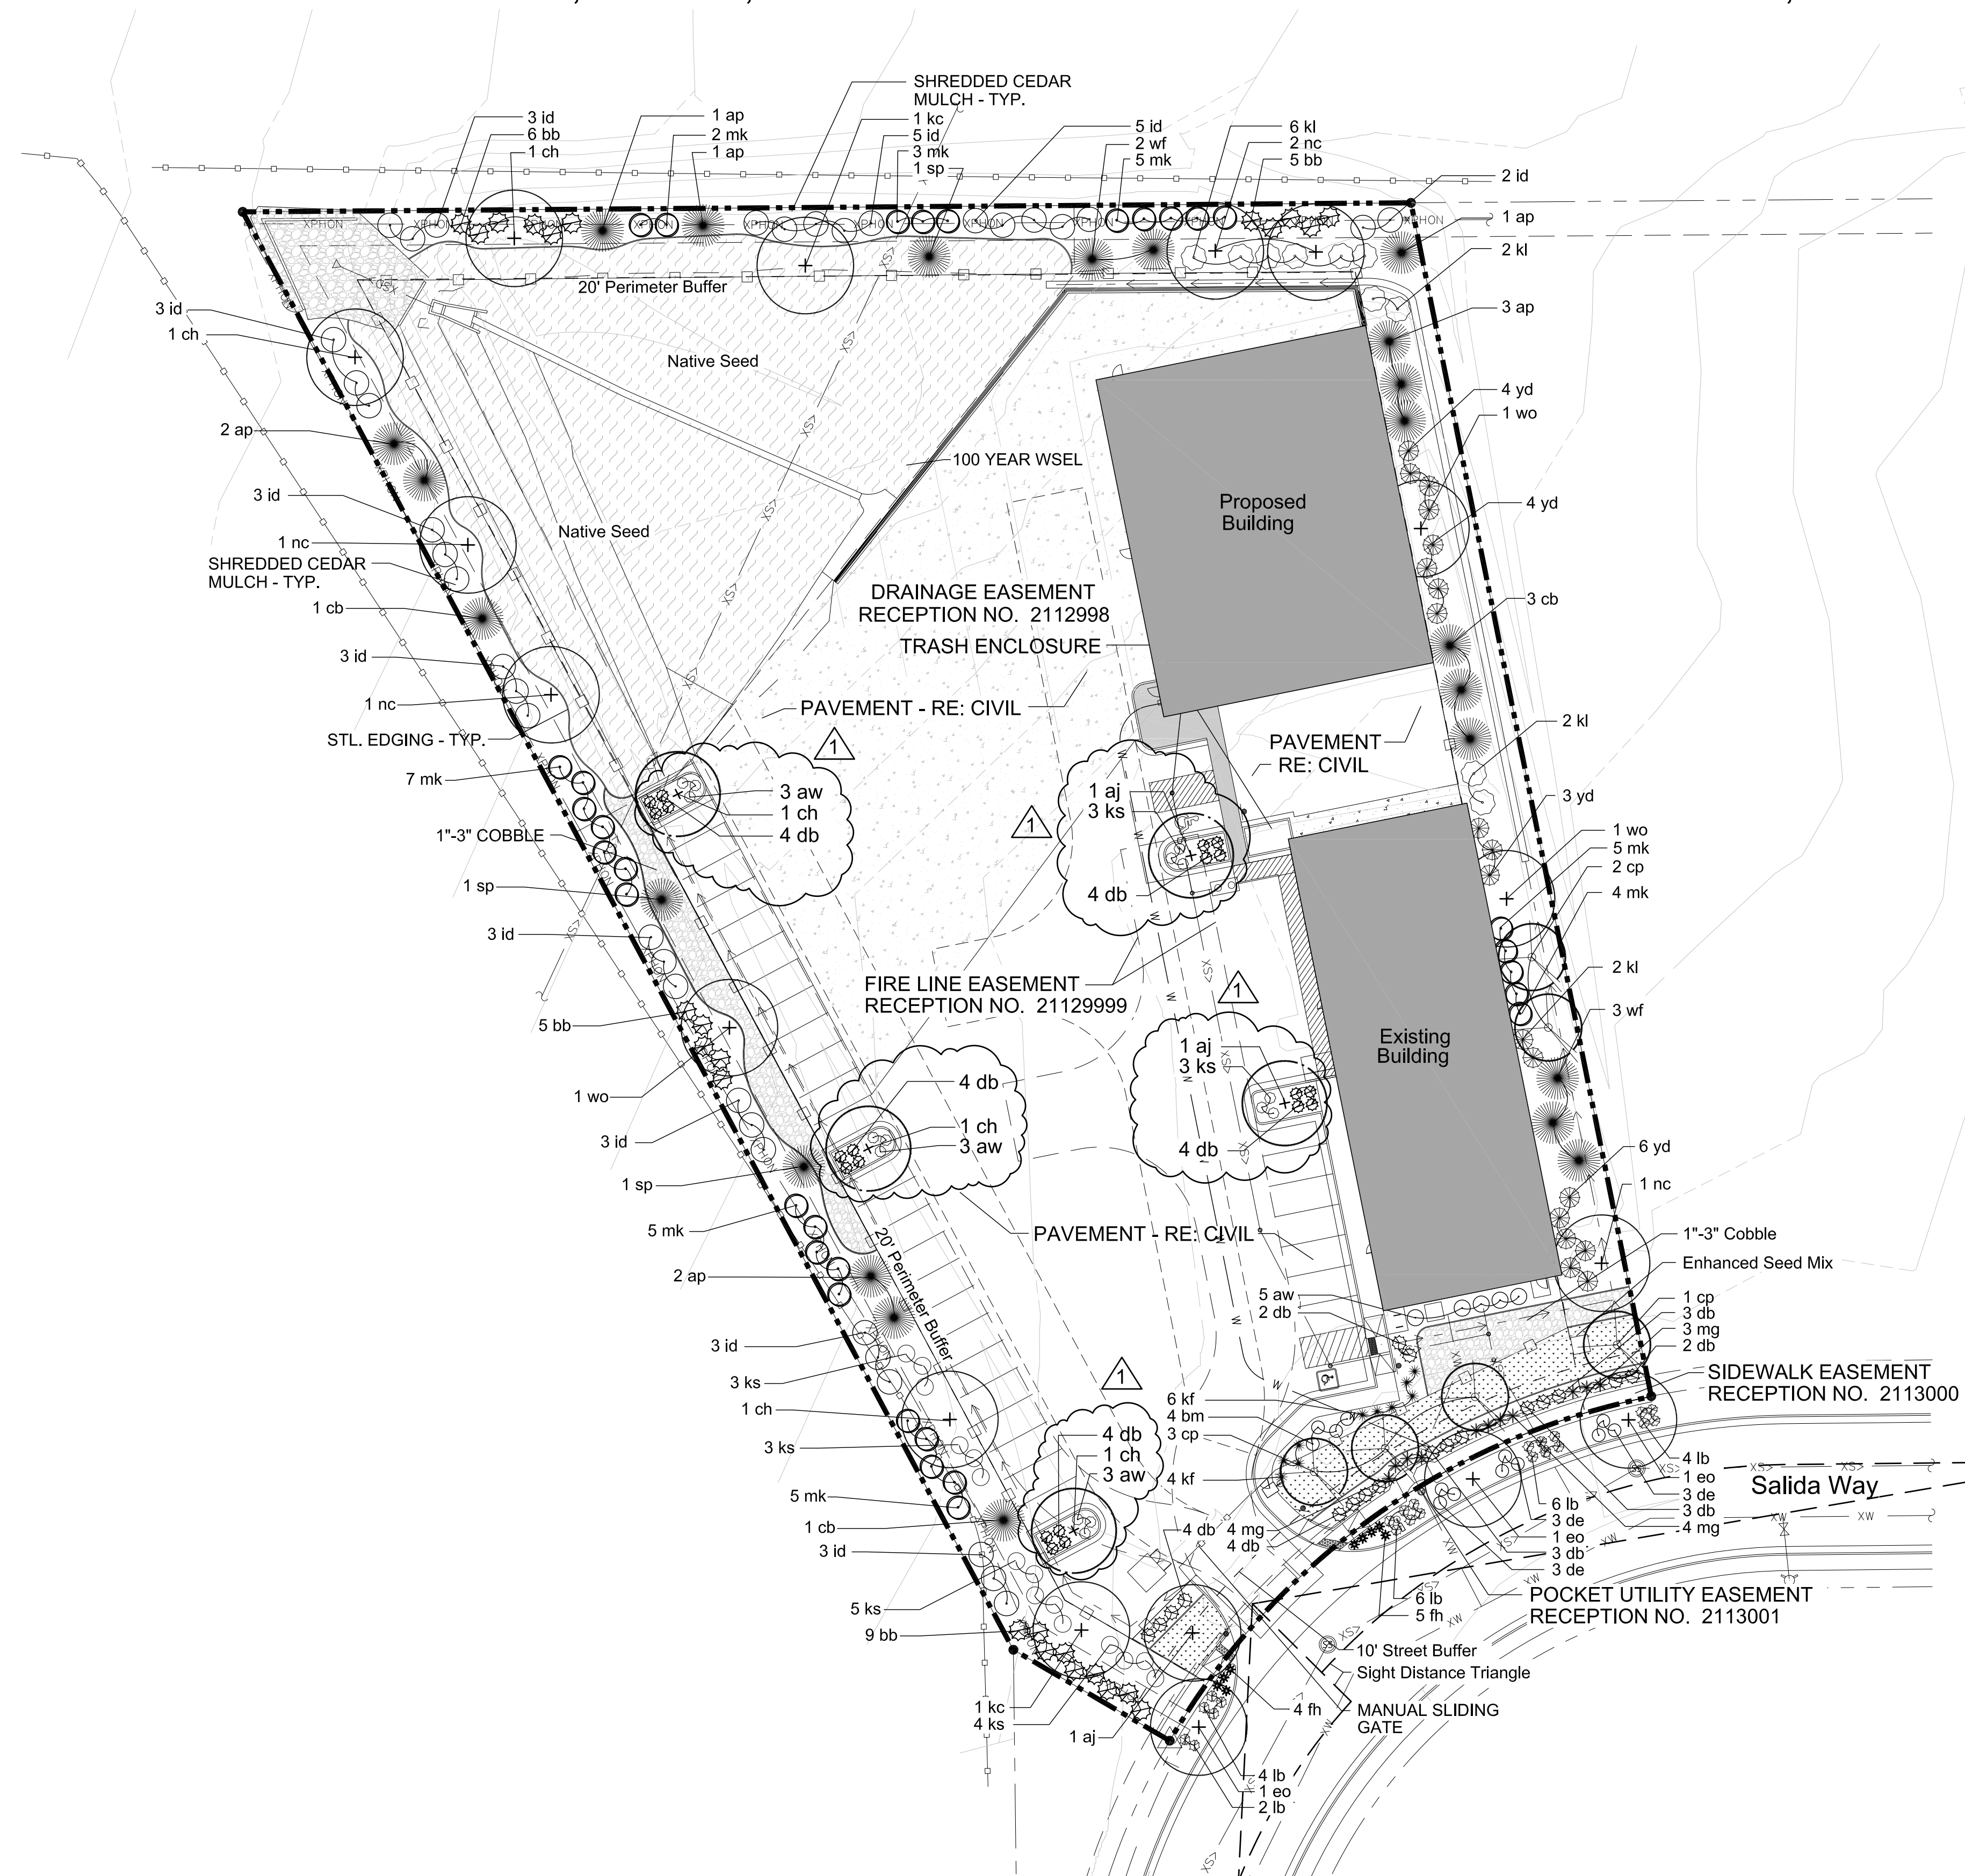 SHREDDED CEDAR
MULCH - TYP.
3 id
6 bb
1 ch
1 ap
2 mk
1 ap
1 kc
5 id
3 mk
1 sp
5 id
2 wf
5 mk
6 kl
2 nc
5 bb
2 id
1 ap
2 kl
3 ap
4 yd
1 wo
4 yd
3 cb
2 kl
3 yd
1 wo
5 mk
2 cp
4 mk
2 kl
3 wf
6 yd
1 nc
1"-3" Cobble
Enhanced Seed Mix
1 cp
3 db
3 mg
2 db
SIDEWALK EASEMENT
RECEPTION NO. 2113000
XPHON
XPHON
XPHON
XPHON
XPHON
XPHON
XPHON
XPHON
20' Perimeter Buffer
Native Seed
Native Seed
100 YEAR WSEL
3 id
1 ch
2 ap
3 id
1 nc
SHREDDED CEDAR
MULCH - TYP.
1 cb
3 id
1 nc
STL. EDGING - TYP.
7 mk
1"-3" COBBLE
1 sp
3 id
5 bb
1 wo
3 id
1 sp
5 mk
2 ap
3 id
3 ks
1 ch
3 ks
5 mk
1 cb
3 id
5 ks
9 bb
1 kc
4 ks
1 aj
Proposed
Building
DRAINAGE EASEMENT
RECEPTION NO. 2112998
TRASH ENCLOSURE
PAVEMENT - RE: CIVIL
PAVEMENT
RE: CIVIL
1
3 aw
1 ch
4 db
1
1 aj
3 ks
4 db
FIRE LINE EASEMENT
RECEPTION NO. 21129999
1
1 aj
3 ks
4 db
Existing
Building
4 db
1 ch
3 aw
PAVEMENT - RE: CIVIL
20' Perimeter Buffer
1
4 db
1 ch
3 aw
5 aw
2 db
6 kf
4 bm
3 cp
4 kf
4 db
4 mg
4 db
4 lb
1 eo
3 de
3 db
4 mg
Salida Way
6 lb
3 de
1 eo
3 db
3 de
6 lb
5 fh
POCKET UTILITY EASEMENT
RECEPTION NO. 2113001
10' Street Buffer
Sight Distance Triangle
MANUAL SLIDING
GATE
4 fh
4 lb
1 eo
2 lb